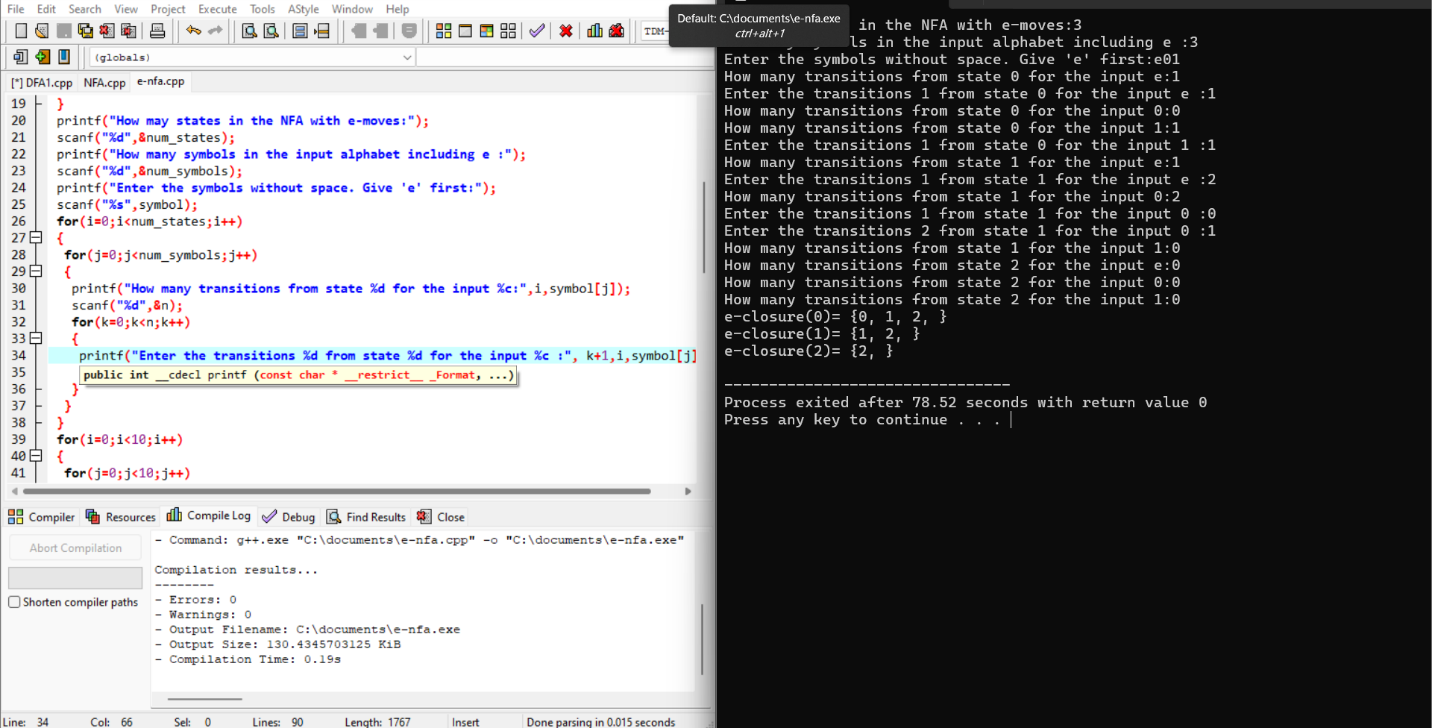 File Edit Search View Project Execute Tools AStyle Window Help
TDM-
Default: C:\documents\e-nfa.exe
ctrl+alt+1
(globals)
[*] DFA1.cpp NFA.cpp e-nfa.cpp
19 }
20 printf("How may states in the NFA with e-moves:");
21 scanf("%d",&num_states);
22 printf("How many symbols in the input alphabet including e :");
23 scanf("%d",&num_symbols);
24 printf("Enter the symbols without space. Give 'e' first:");
25 scanf("%s",symbol);
26 for(i=0;i<num_states;i++)
27 {
28 for(j=0;j<num_symbols;j++)
29 {
30 printf("How many transitions from state %d for the input %c:",i,symbol[j]);
31 scanf("%d",&n);
32 for(k=0;k<n;k++)
33 {
34 printf("Enter the transitions %d from state %d for the input %c :", k+1,i,symbol[j]
35 public int __cdecl printf (const char * __restrict__ _Format, ...)
36 }
37 }
38 }
39 for(i=0;i<10;i++)
40 {
41 for(j=0;j<10;j++)
Compiler Resources Compile Log Debug Find Results Close
Abort Compilation
Shorten compiler paths
- Command: g++.exe "C:\documents\e-nfa.cpp" -o "C:\documents\e-nfa.exe"
Compilation results...
--------
- Errors: 0
- Warnings: 0
- Output Filename: C:\documents\e-nfa.exe
- Output Size: 130.4345703125 KiB
- Compilation Time: 0.19s
Line: 34 Col: 66 Sel: 0 Lines: 90 Length: 1767 Insert Done parsing in 0.015 seconds
in the NFA with e-moves:3
ls in the input alphabet including e :3
Enter the symbols without space. Give 'e' first:e01
How many transitions from state 0 for the input e:1
Enter the transitions 1 from state 0 for the input e :1
How many transitions from state 0 for the input 0:0
How many transitions from state 0 for the input 1:1
Enter the transitions 1 from state 0 for the input 1 :1
How many transitions from state 1 for the input e:1
Enter the transitions 1 from state 1 for the input e :2
How many transitions from state 1 for the input 0:2
Enter the transitions 1 from state 1 for the input 0 :0
Enter the transitions 2 from state 1 for the input 0 :1
How many transitions from state 1 for the input 1:0
How many transitions from state 2 for the input e:0
How many transitions from state 2 for the input 0:0
How many transitions from state 2 for the input 1:0
e-closure(0)= {0, 1, 2, }
e-closure(1)= {1, 2, }
e-closure(2)= {2, }
--------------------------------
Process exited after 78.52 seconds with return value 0
Press any key to continue . . .